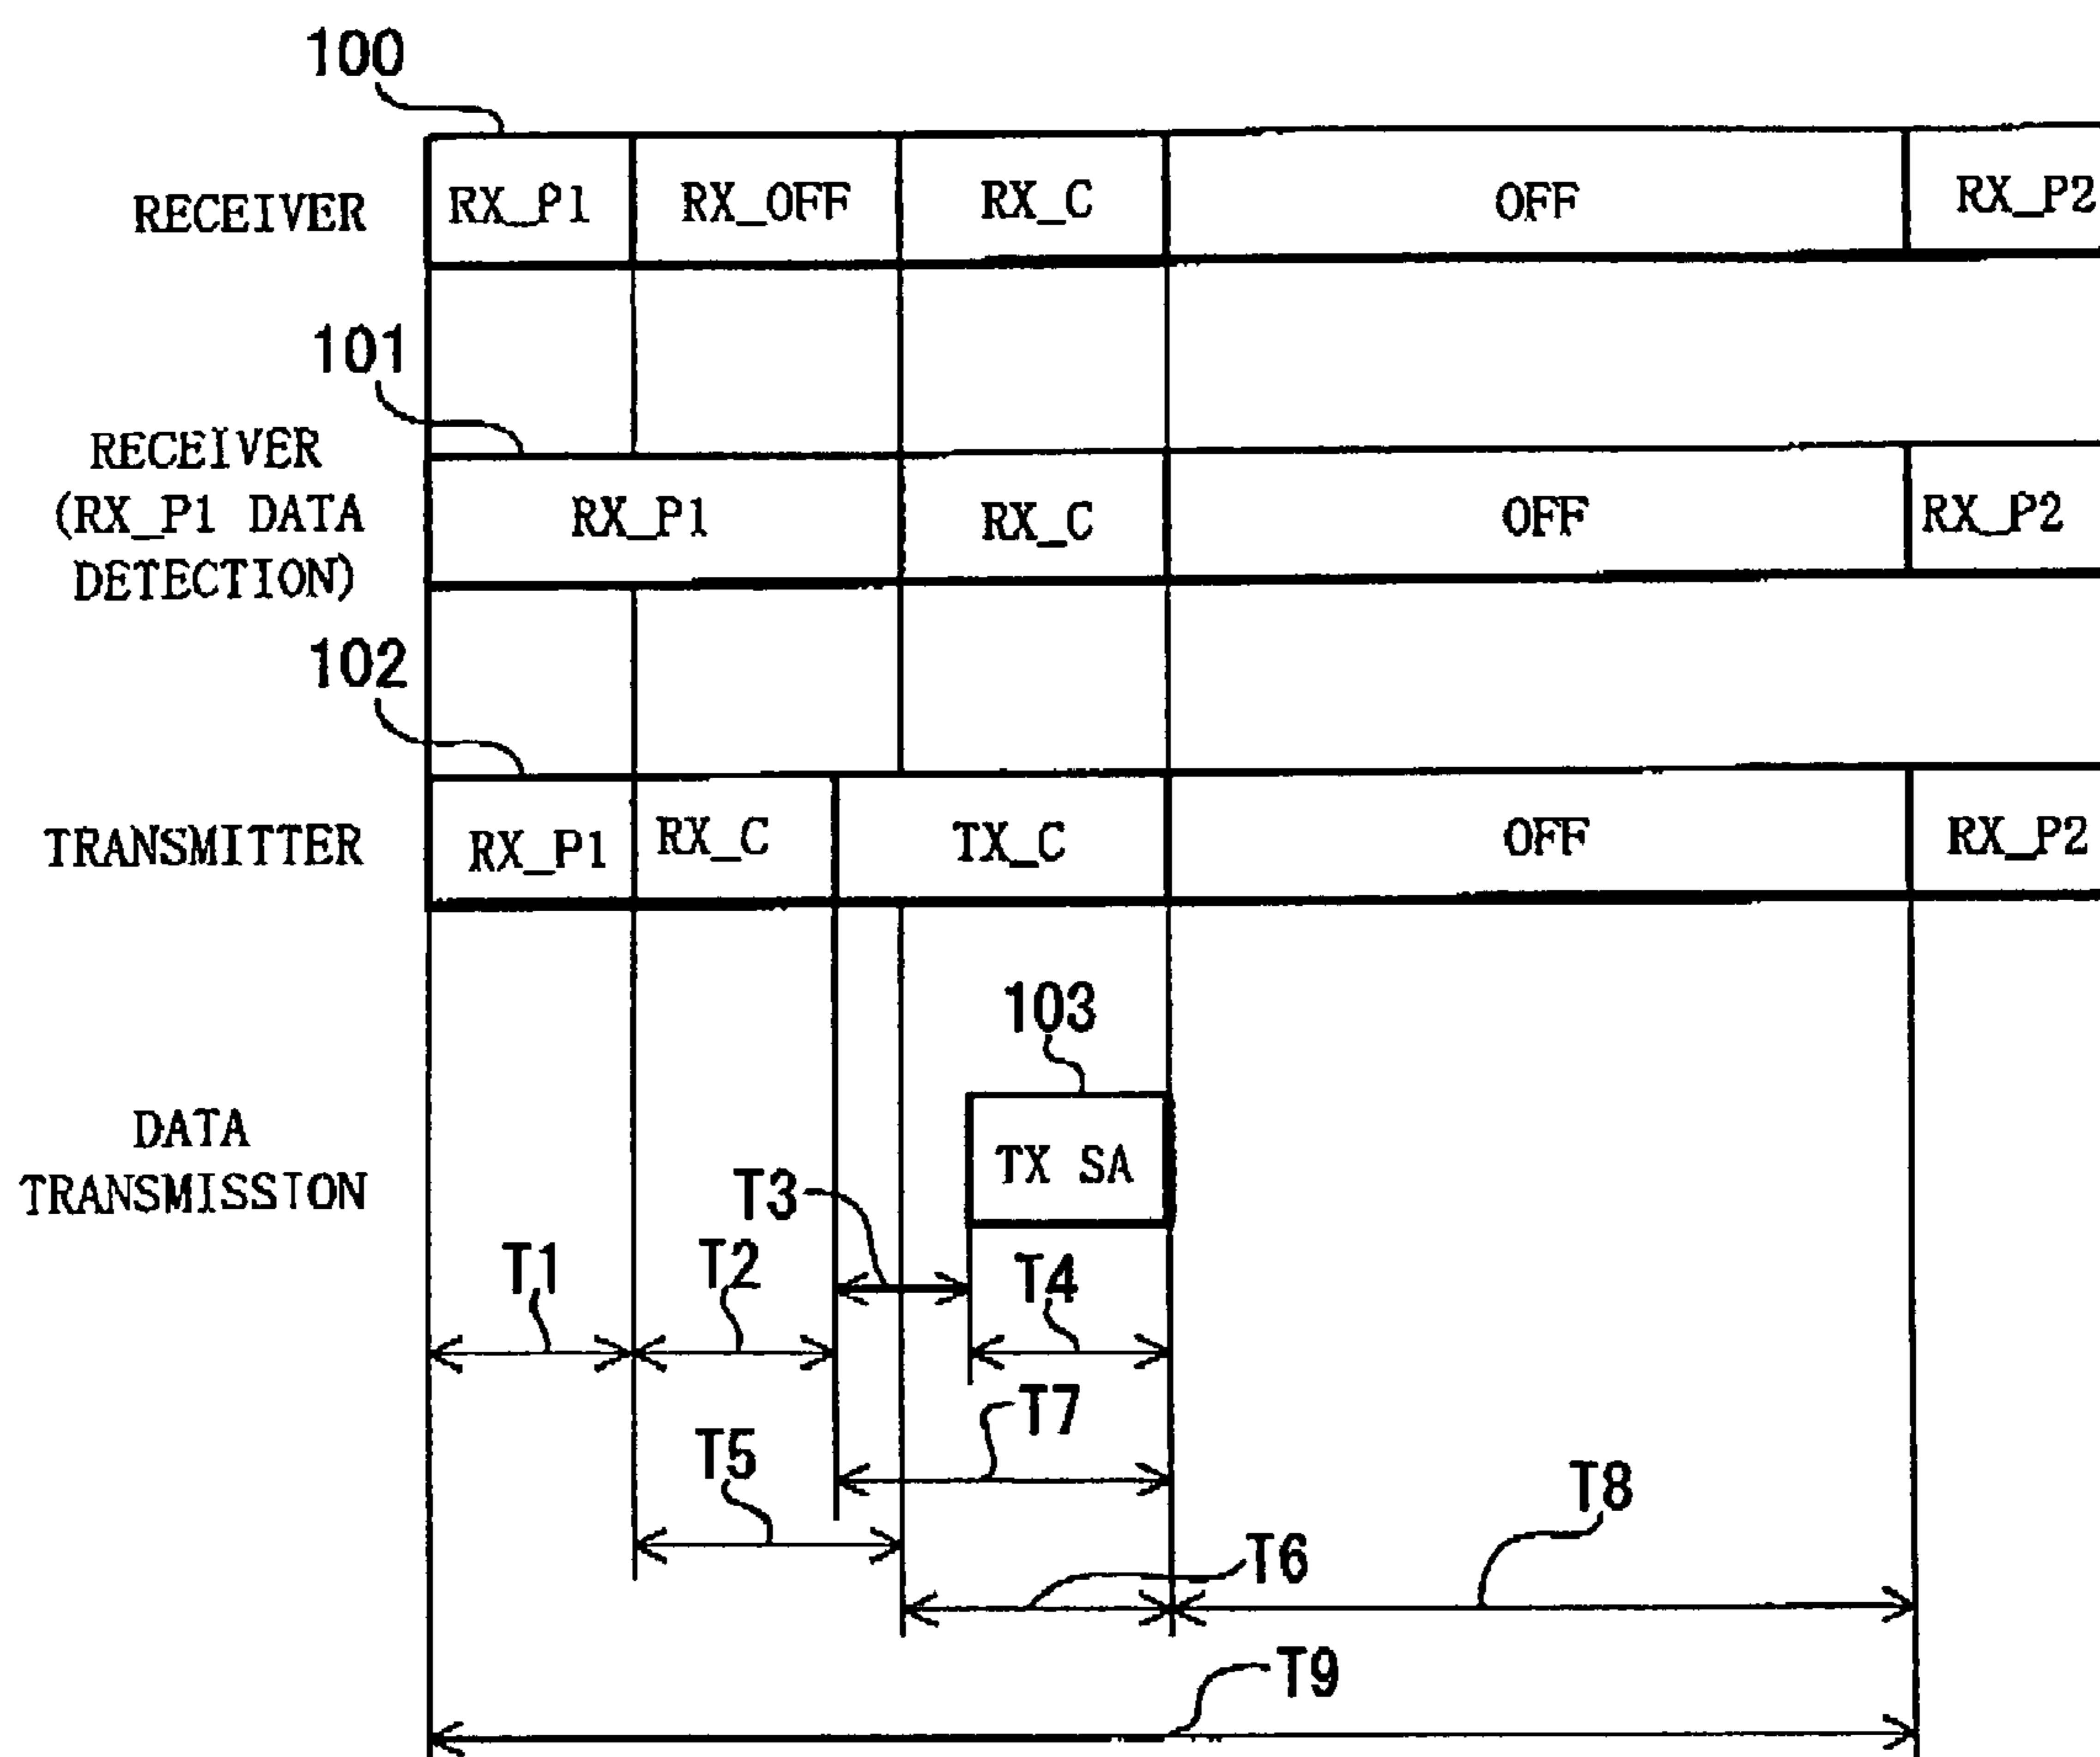 100
RECEIVER
RX_P1
RX_OFF
RX_C
OFF
RX_P2
101
RECEIVER
(RX_P1 DATA
DETECTION)
RX_P1
RX_C
OFF
RX_P2
102
TRANSMITTER
RX_P1
RX_C
TX_C
OFF
RX_P2
103
DATA
TRANSMISSION
TX SA
T3
T1
T2
T4
T7
T5
T8
T6
T9